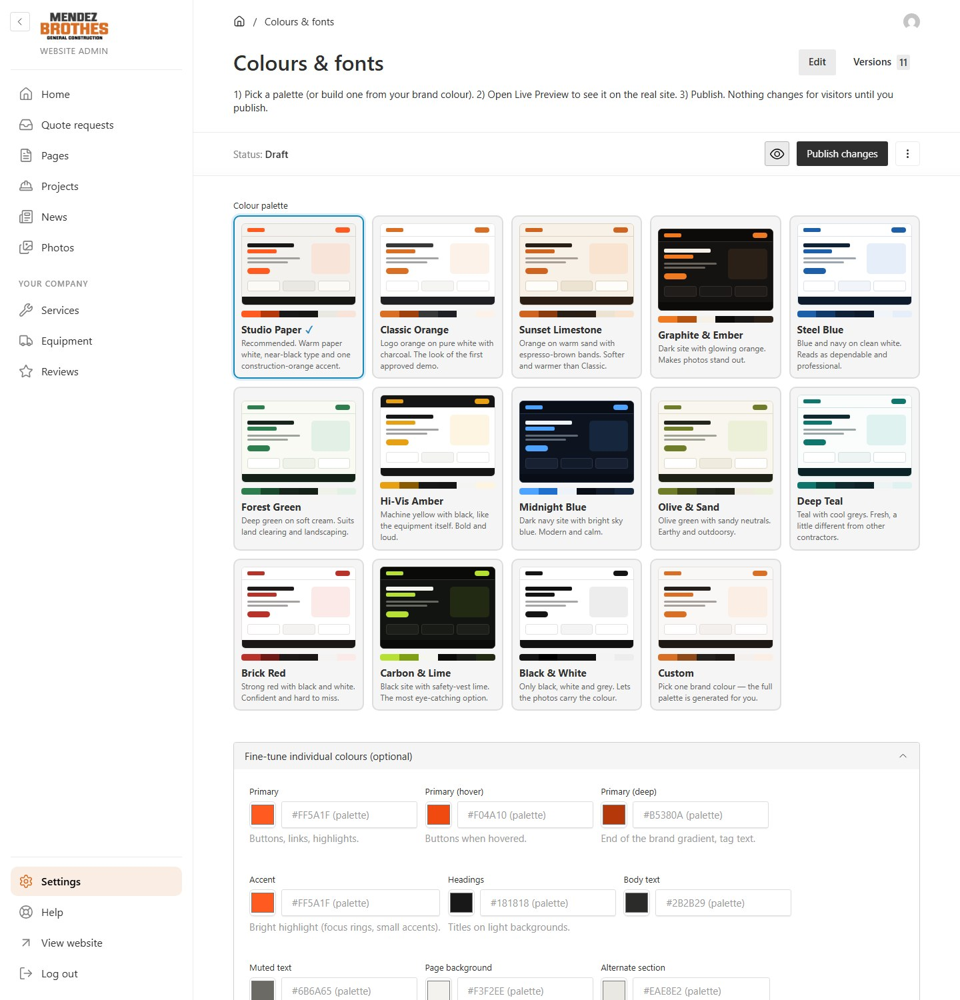 MENDEZ
BROTHES
GENERAL CONSTRUCTION
WEBSITE ADMIN
Home
Quote requests
Pages
Projects
News
Photos
YOUR COMPANY
Services
Equipment
Reviews
Settings
Help
View website
Log out
/ Colours & fonts
Colours & fonts
Edit
Versions 11
1) Pick a palette (or build one from your brand colour). 2) Open Live Preview to see it on the real site. 3) Publish. Nothing changes for visitors until you
publish.
Status: Draft
Publish changes
Colour palette
Studio Paper ✓
Recommended. Warm paper
white, near-black type and one
construction-orange accent.
Classic Orange
Logo orange on pure white with
charcoal. The look of the first
approved demo.
Sunset Limestone
Orange on warm sand with
espresso-brown bands. Softer
and warmer than Classic.
Graphite & Ember
Dark site with glowing orange.
Makes photos stand out.
Steel Blue
Blue and navy on clean white.
Reads as dependable and
professional.
Forest Green
Deep green on soft cream. Suits
land clearing and landscaping.
Hi-Vis Amber
Machine yellow with black, like
the equipment itself. Bold and
loud.
Midnight Blue
Dark navy site with bright sky
blue. Modern and calm.
Olive & Sand
Olive green with sandy neutrals.
Earthy and outdoorsy.
Deep Teal
Teal with cool greys. Fresh, a
little different from other
contractors.
Brick Red
Strong red with black and white.
Confident and hard to miss.
Carbon & Lime
Black site with safety-vest lime.
The most eye-catching option.
Black & White
Only black, white and grey. Lets
the photos carry the colour.
Custom
Pick one brand colour — the full
palette is generated for you.
Fine-tune individual colours (optional)
Primary
#FF5A1F (palette)
Buttons, links, highlights.
Primary (hover)
#F04A10 (palette)
Buttons when hovered.
Primary (deep)
#B5380A (palette)
End of the brand gradient, tag text.
Accent
#FF5A1F (palette)
Bright highlight (focus rings, small accents).
Headings
#181818 (palette)
Titles on light backgrounds.
Body text
#2B2B29 (palette)
Muted text
#6B6A65 (palette)
Page background
#F3F2EE (palette)
Alternate section
#EAE8E2 (palette)